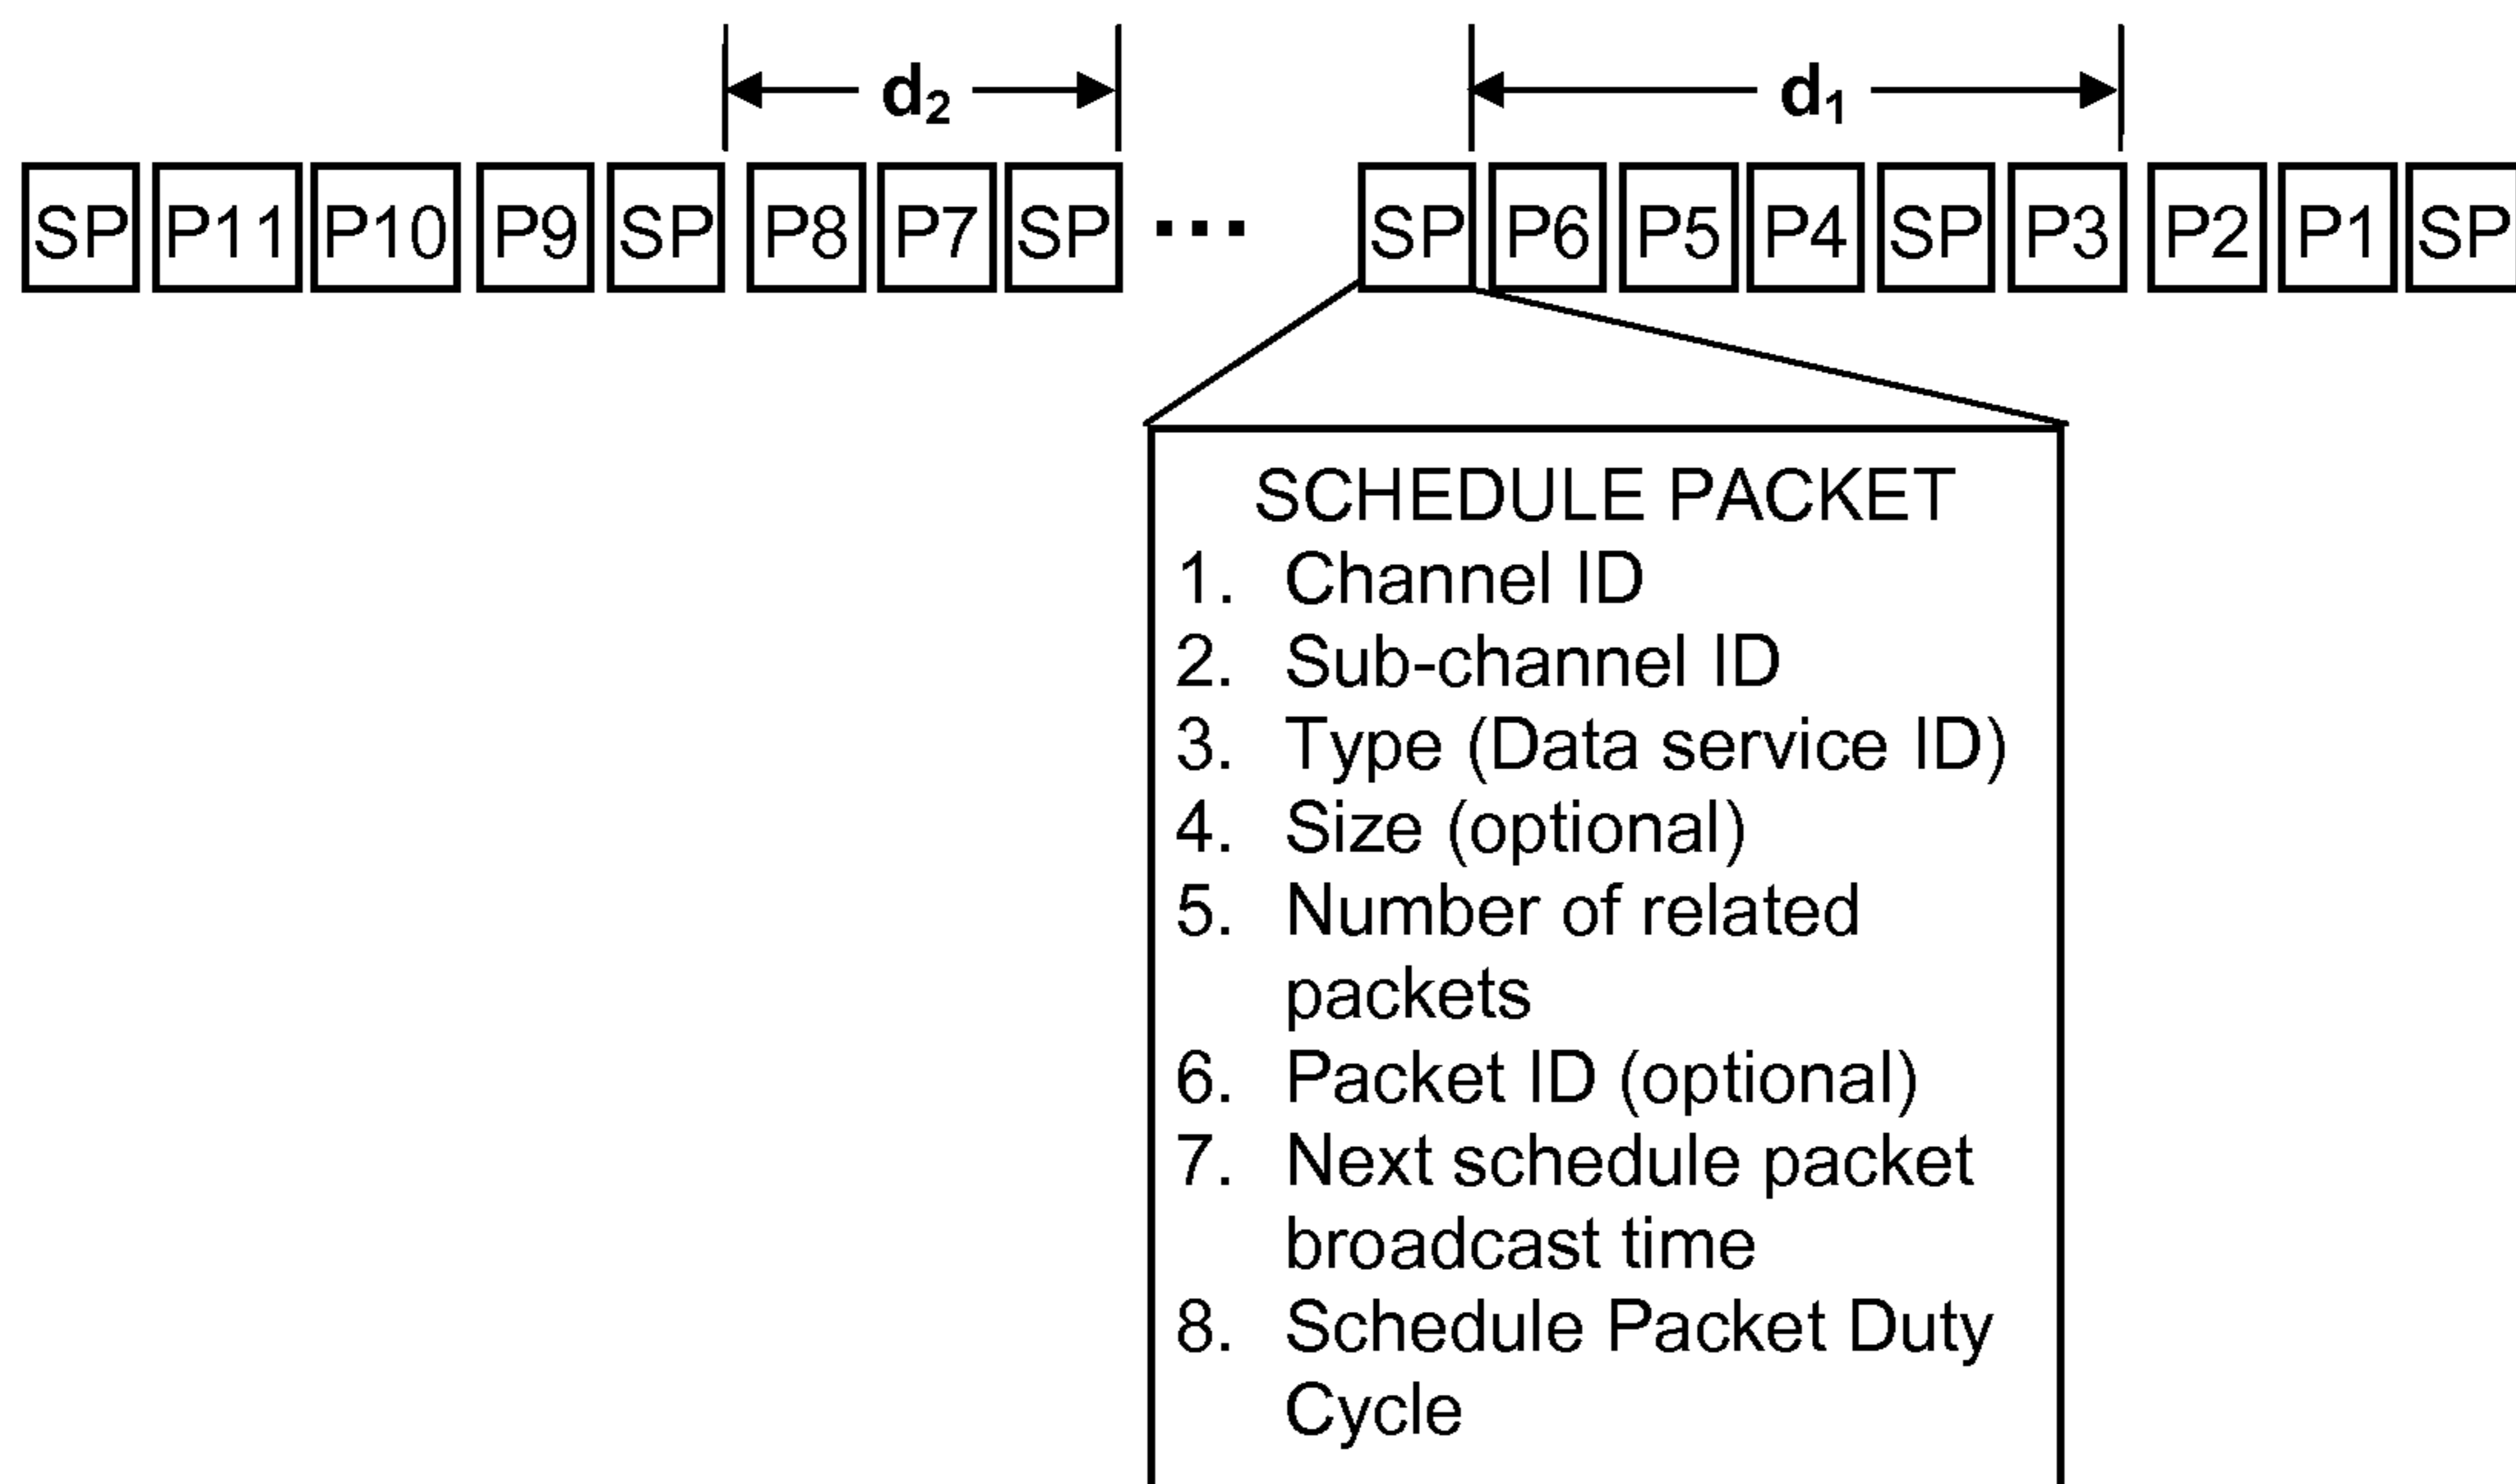 d2 d1
SP P11 P10 P9 SP P8 P7 SP ... SP P6 P5 P4 SP P3 P2 P1 SP
SCHEDULE PACKET
1. Channel ID
2. Sub-channel ID
3. Type (Data service ID)
4. Size (optional)
5. Number of related
packets
6. Packet ID (optional)
7. Next schedule packet
broadcast time
8. Schedule Packet Duty
Cycle